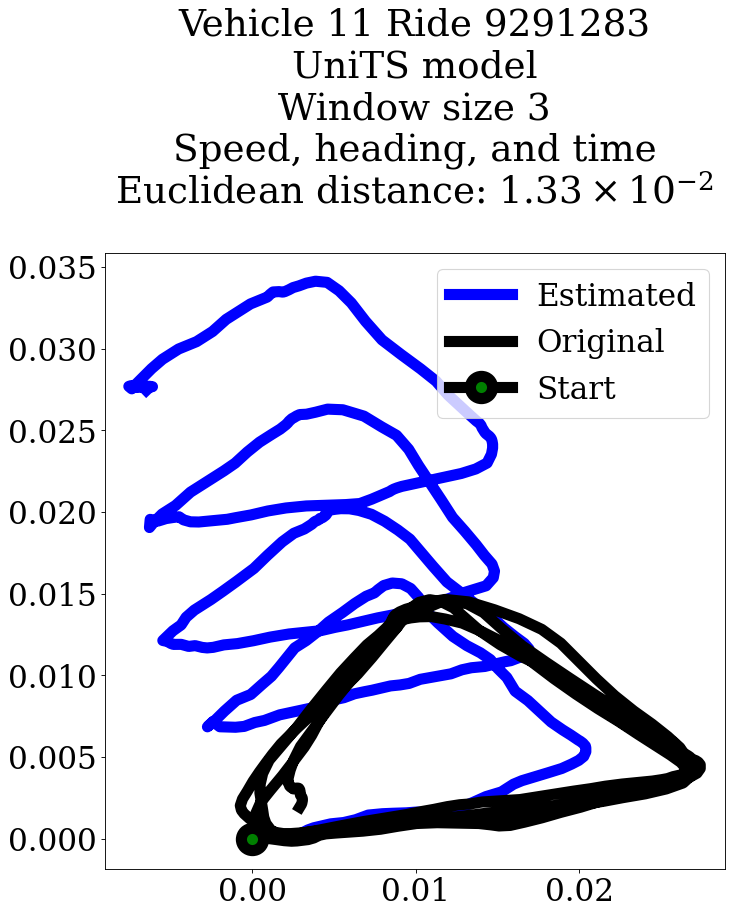 Vehicle 11 Ride 9291283
UniTS model
Window size 3
Speed, heading, and time
Euclidean distance: 1.33 × 10⁻²
0.035
Estimated
Original
Start
0.030
0.025
0.020
0.015
0.010
0.005
0.000
0.00 0.01 0.02